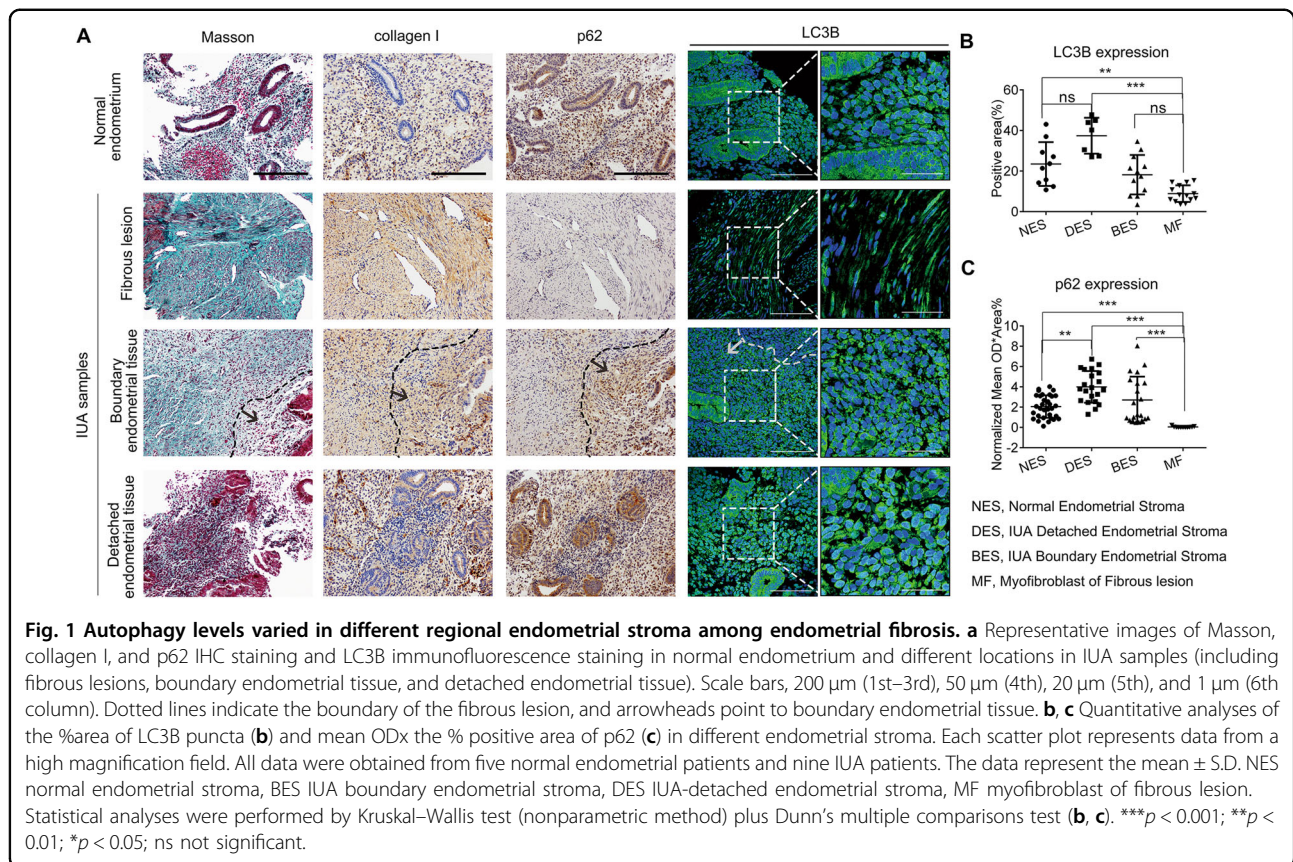 A
Masson
collagen I
p62
LC3B
Normal
endometrium
IUA samples
Fibrous lesion
Boundary
endometrial tissue
Detached
endometrial tissue
B
LC3B expression
**
***
ns
ns
Positive area(%)
60
40
20
0
NES
DES
BES
MF
C
p62 expression
***
***
**
***
Normalized Mean OD*Area%
10
8
6
4
2
0
-2
NES
DES
BES
MF
NES, Normal Endometrial Stroma
DES, IUA Detached Endometrial Stroma
BES, IUA Boundary Endometrial Stroma
MF, Myofibroblast of Fibrous lesion
Fig. 1 Autophagy levels varied in different regional endometrial stroma among endometrial fibrosis. a Representative images of Masson,
collagen I, and p62 IHC staining and LC3B immunofluorescence staining in normal endometrium and different locations in IUA samples (including
fibrous lesions, boundary endometrial tissue, and detached endometrial tissue). Scale bars, 200 μm (1st–3rd), 50 μm (4th), 20 μm (5th), and 1 μm (6th
column). Dotted lines indicate the boundary of the fibrous lesion, and arrowheads point to boundary endometrial tissue. b, c Quantitative analyses of
the %area of LC3B puncta (b) and mean ODx the % positive area of p62 (c) in different endometrial stroma. Each scatter plot represents data from a
high magnification field. All data were obtained from five normal endometrial patients and nine IUA patients. The data represent the mean ± S.D. NES
normal endometrial stroma, BES IUA boundary endometrial stroma, DES IUA-detached endometrial stroma, MF myofibroblast of fibrous lesion.
Statistical analyses were performed by Kruskal–Wallis test (nonparametric method) plus Dunn's multiple comparisons test (b, c). ***p < 0.001; **p <
0.01; *p < 0.05; ns not significant.